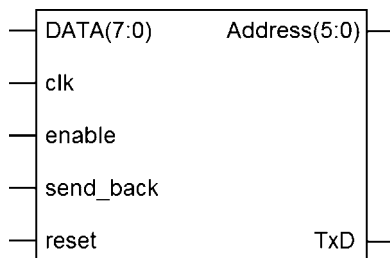 DATA(7:0) Address(5:0)
clk
enable
send_back
reset TxD